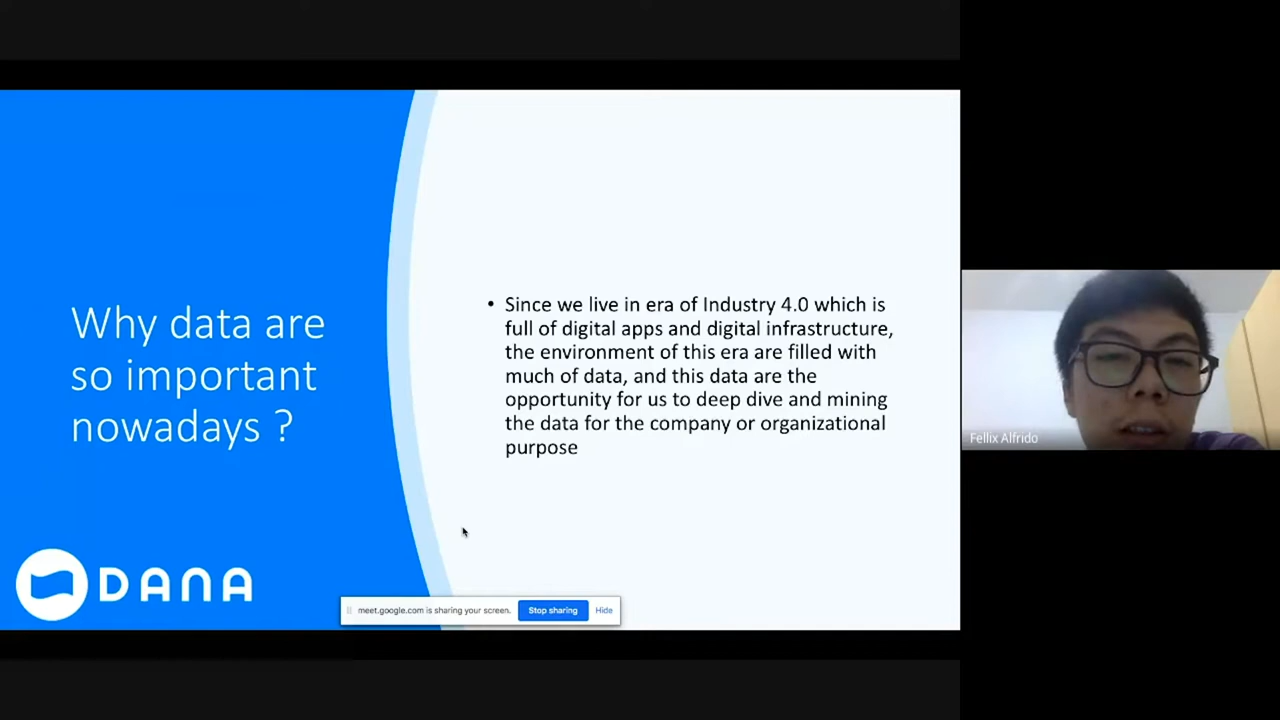 Why data are
so important
nowadays ?
• Since we live in era of Industry 4.0 which is
full of digital apps and digital infrastructure,
the environment of this era are filled with
much of data, and this data are the
opportunity for us to deep dive and mining
the data for the company or organizational
purpose
DANA
meet.google.com is sharing your screen. Stop sharing Hide
Fellix Alfrido